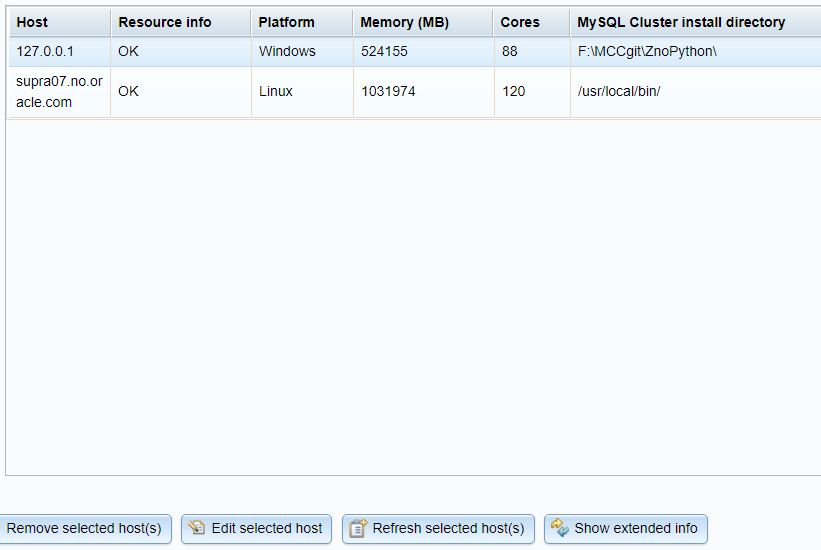 Host Resource info Platform Memory (MB) Cores MySQL Cluster install directory
127.0.0.1 OK Windows 524155 88 F:\MCCgit\ZnoPython\
supra07.no.or
acle.com OK Linux 1031974 120 /usr/local/bin/
Remove selected host(s) Edit selected host Refresh selected host(s) Show extended info